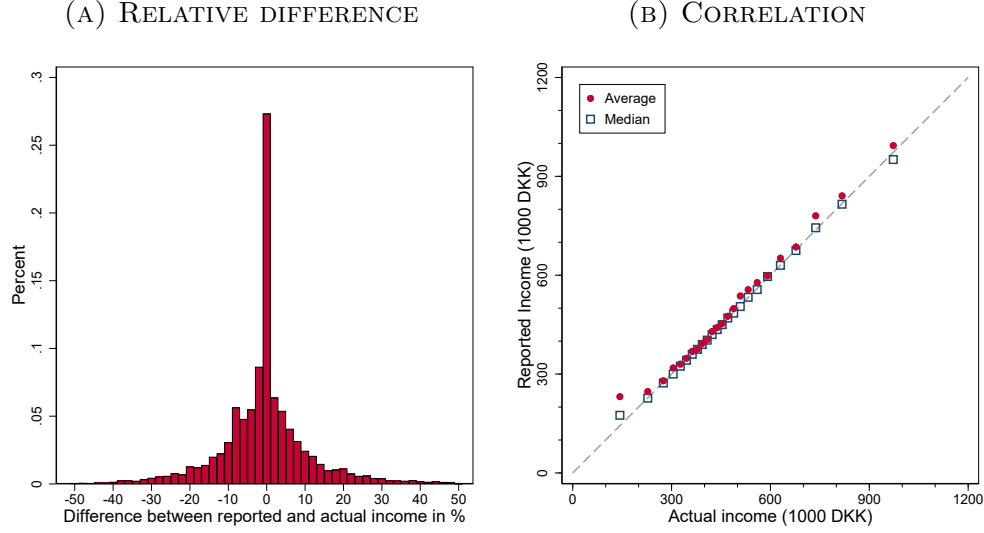 (A) RELATIVE DIFFERENCE
Percent
.3
.25
.2
.15
.1
.05
0
-50 -40 -30 -20 -10 0 10 20 30 40 50
Difference between reported and actual income in %
(B) CORRELATION
Average
Median
Reported Income (1000 DKK)
1200
900
600
300
0
0 300 600 900 1200
Actual income (1000 DKK)